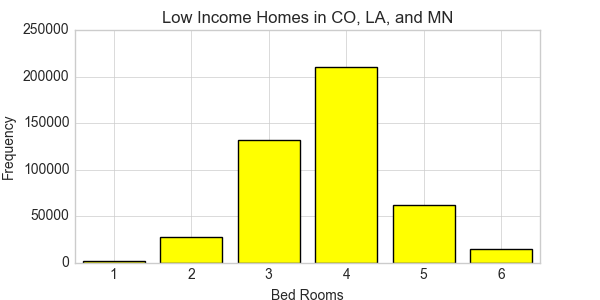 Low Income Homes in CO, LA, and MN
250000
200000
150000
100000
50000
0
Frequency
1 2 3 4 5 6
Bed Rooms